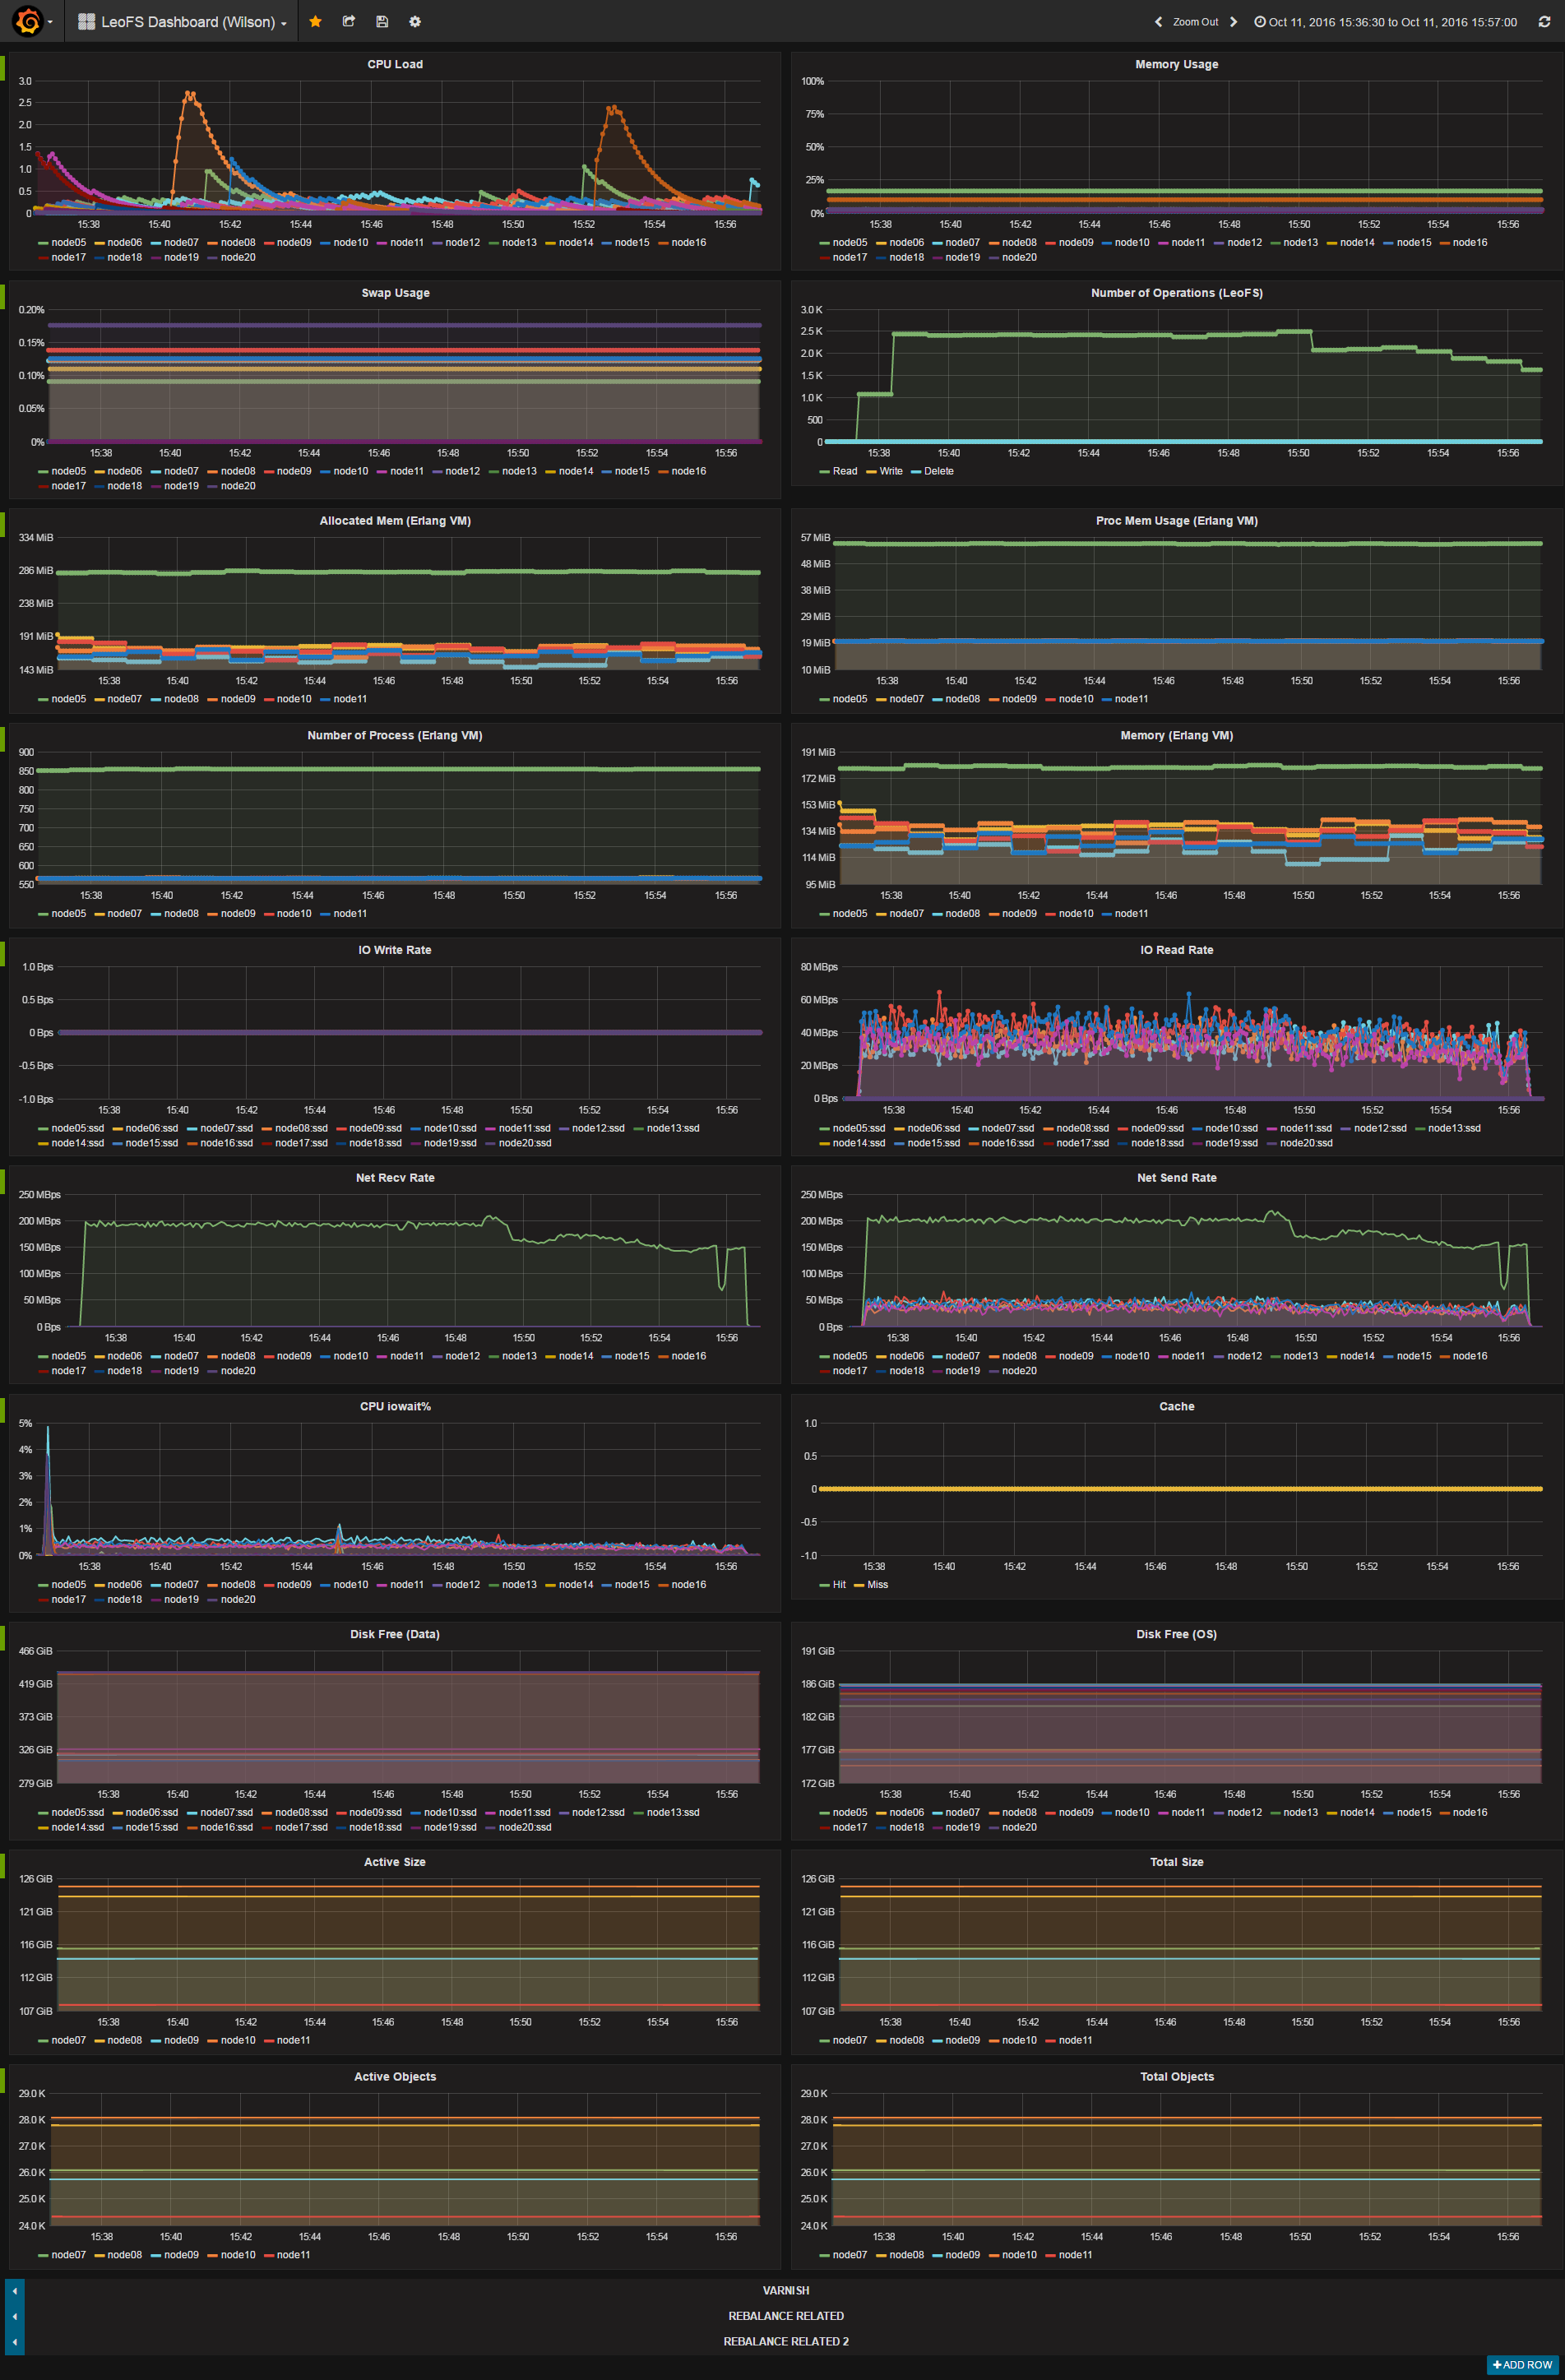 LeoFS Dashboard (Wilson)
Zoom Out
Oct 11, 2016 15:36:30 to Oct 11, 2016 15:57:00
CPU Load
3.0
2.5
2.0
1.5
1.0
0.5
0
15:38 15:40 15:42 15:44 15:46 15:48 15:50 15:52 15:54 15:56
node05 node06 node07 node08 node09 node10 node11 node12 node13 node14 node15 node16
node17 node18 node19 node20
Memory Usage
100%
75%
50%
25%
0%
15:38 15:40 15:42 15:44 15:46 15:48 15:50 15:52 15:54 15:56
node05 node06 node07 node08 node09 node10 node11 node12 node13 node14 node15 node16
node17 node18 node19 node20
Swap Usage
0.20%
0.15%
0.10%
0.05%
0%
15:38 15:40 15:42 15:44 15:46 15:48 15:50 15:52 15:54 15:56
node05 node06 node07 node08 node09 node10 node11 node12 node13 node14 node15 node16
node17 node18 node19 node20
Number of Operations (LeoFS)
3.0 K
2.5 K
2.0 K
1.5 K
1.0 K
500
0
15:38 15:40 15:42 15:44 15:46 15:48 15:50 15:52 15:54 15:56
Read Write Delete
Allocated Mem (Erlang VM)
334 MiB
286 MiB
238 MiB
191 MiB
143 MiB
15:38 15:40 15:42 15:44 15:46 15:48 15:50 15:52 15:54 15:56
node05 node07 node08 node09 node10 node11
Proc Mem Usage (Erlang VM)
57 MiB
48 MiB
38 MiB
29 MiB
19 MiB
10 MiB
15:38 15:40 15:42 15:44 15:46 15:48 15:50 15:52 15:54 15:56
node05 node07 node08 node09 node10 node11
Number of Process (Erlang VM)
900
850
800
750
700
650
600
550
15:38 15:40 15:42 15:44 15:46 15:48 15:50 15:52 15:54 15:56
node05 node07 node08 node09 node10 node11
Memory (Erlang VM)
191 MiB
172 MiB
153 MiB
134 MiB
114 MiB
95 MiB
15:38 15:40 15:42 15:44 15:46 15:48 15:50 15:52 15:54 15:56
node05 node07 node08 node09 node10 node11
IO Write Rate
1.0 Bps
0.5 Bps
0 Bps
-0.5 Bps
-1.0 Bps
15:38 15:40 15:42 15:44 15:46 15:48 15:50 15:52 15:54 15:56
node05:ssd node06:ssd node07:ssd node08:ssd node09:ssd node10:ssd node11:ssd node12:ssd node13:ssd
node14:ssd node15:ssd node16:ssd node17:ssd node18:ssd node19:ssd node20:ssd
IO Read Rate
80 MBps
60 MBps
40 MBps
20 MBps
0 Bps
15:38 15:40 15:42 15:44 15:46 15:48 15:50 15:52 15:54 15:56
node05:ssd node06:ssd node07:ssd node08:ssd node09:ssd node10:ssd node11:ssd node12:ssd node13:ssd
node14:ssd node15:ssd node16:ssd node17:ssd node18:ssd node19:ssd node20:ssd
Net Recv Rate
250 MBps
200 MBps
150 MBps
100 MBps
50 MBps
0 Bps
15:38 15:40 15:42 15:44 15:46 15:48 15:50 15:52 15:54 15:56
node05 node06 node07 node08 node09 node10 node11 node12 node13 node14 node15 node16
node17 node18 node19 node20
Net Send Rate
250 MBps
200 MBps
150 MBps
100 MBps
50 MBps
0 Bps
15:38 15:40 15:42 15:44 15:46 15:48 15:50 15:52 15:54 15:56
node05 node06 node07 node08 node09 node10 node11 node12 node13 node14 node15 node16
node17 node18 node19 node20
CPU iowait%
5%
4%
3%
2%
1%
0%
15:38 15:40 15:42 15:44 15:46 15:48 15:50 15:52 15:54 15:56
node05 node06 node07 node08 node09 node10 node11 node12 node13 node14 node15 node16
node17 node18 node19 node20
Cache
1.0
0.5
0
-0.5
-1.0
15:38 15:40 15:42 15:44 15:46 15:48 15:50 15:52 15:54 15:56
Hit Miss
Disk Free (Data)
466 GiB
419 GiB
373 GiB
326 GiB
279 GiB
15:38 15:40 15:42 15:44 15:46 15:48 15:50 15:52 15:54 15:56
node05:ssd node06:ssd node07:ssd node08:ssd node09:ssd node10:ssd node11:ssd node12:ssd node13:ssd
node14:ssd node15:ssd node16:ssd node17:ssd node18:ssd node19:ssd node20:ssd
Disk Free (OS)
191 GiB
186 GiB
182 GiB
177 GiB
172 GiB
15:38 15:40 15:42 15:44 15:46 15:48 15:50 15:52 15:54 15:56
node05 node06 node07 node08 node09 node10 node11 node12 node13 node14 node15 node16
node17 node18 node19 node20
Active Size
126 GiB
121 GiB
116 GiB
112 GiB
107 GiB
15:38 15:40 15:42 15:44 15:46 15:48 15:50 15:52 15:54 15:56
node07 node08 node09 node10 node11
Total Size
126 GiB
121 GiB
116 GiB
112 GiB
107 GiB
15:38 15:40 15:42 15:44 15:46 15:48 15:50 15:52 15:54 15:56
node07 node08 node09 node10 node11
Active Objects
29.0 K
28.0 K
27.0 K
26.0 K
25.0 K
24.0 K
15:38 15:40 15:42 15:44 15:46 15:48 15:50 15:52 15:54 15:56
node07 node08 node09 node10 node11
Total Objects
29.0 K
28.0 K
27.0 K
26.0 K
25.0 K
24.0 K
15:38 15:40 15:42 15:44 15:46 15:48 15:50 15:52 15:54 15:56
node07 node08 node09 node10 node11
VARNISH
REBALANCE RELATED
REBALANCE RELATED 2
+ ADD ROW